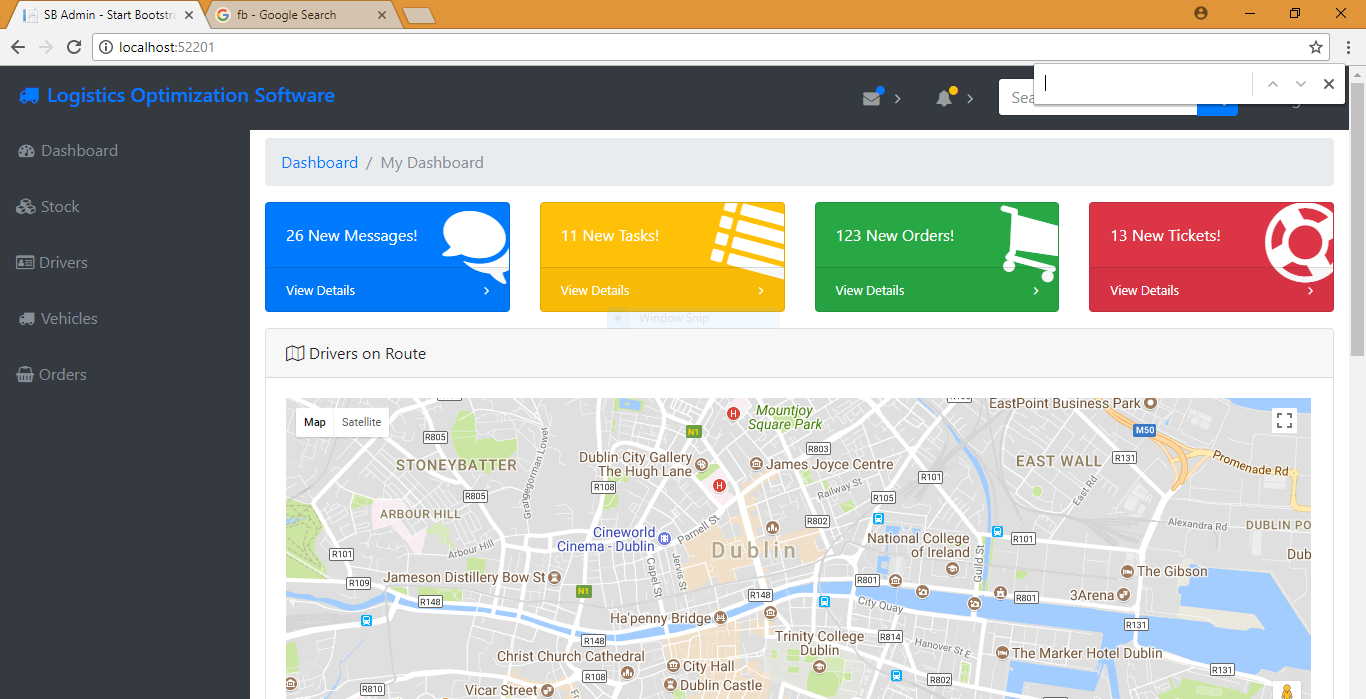 SB Admin - Start Bootstra
fb - Google Search
localhost:52201
Logistics Optimization Software
Dashboard
Stock
Drivers
Vehicles
Orders
Dashboard / My Dashboard
26 New Messages!
View Details
11 New Tasks!
View Details
123 New Orders!
View Details
13 New Tickets!
View Details
Window Snip
Drivers on Route
Map Satellite
Mountjoy
Square Park
EastPoint Business Park
M50
H
N1
R805
R803
STONEYBATTER
Grangegorman Lower
Dublin City Gallery
The Hugh Lane
James Joyce Centre
EAST WALL
R131
Promenade Rd
R101
H
R108
Railway St
R105
East Rd
R805
ARBOUR HILL
Parnell St
R802
Alexandra Rd
DUBLIN PO
Cineworld
Cinema - Dublin
Dublin
National College
of Ireland
R101
Arbour Hill
R101
Dub
Jervis St
Capel St
Guild St
Jameson Distillery Bow St
R109
N1
R801
The Gibson
R148
R148
City Quay
R801
3Arena
Ha'penny Bridge
R131
R148
Trinity College
Dublin
R814
Hanover St E
Christ Church Cathedral
City Hall
The Marker Hotel Dublin
R108
R802
R131
R810
Vicar Street
Dublin Castle